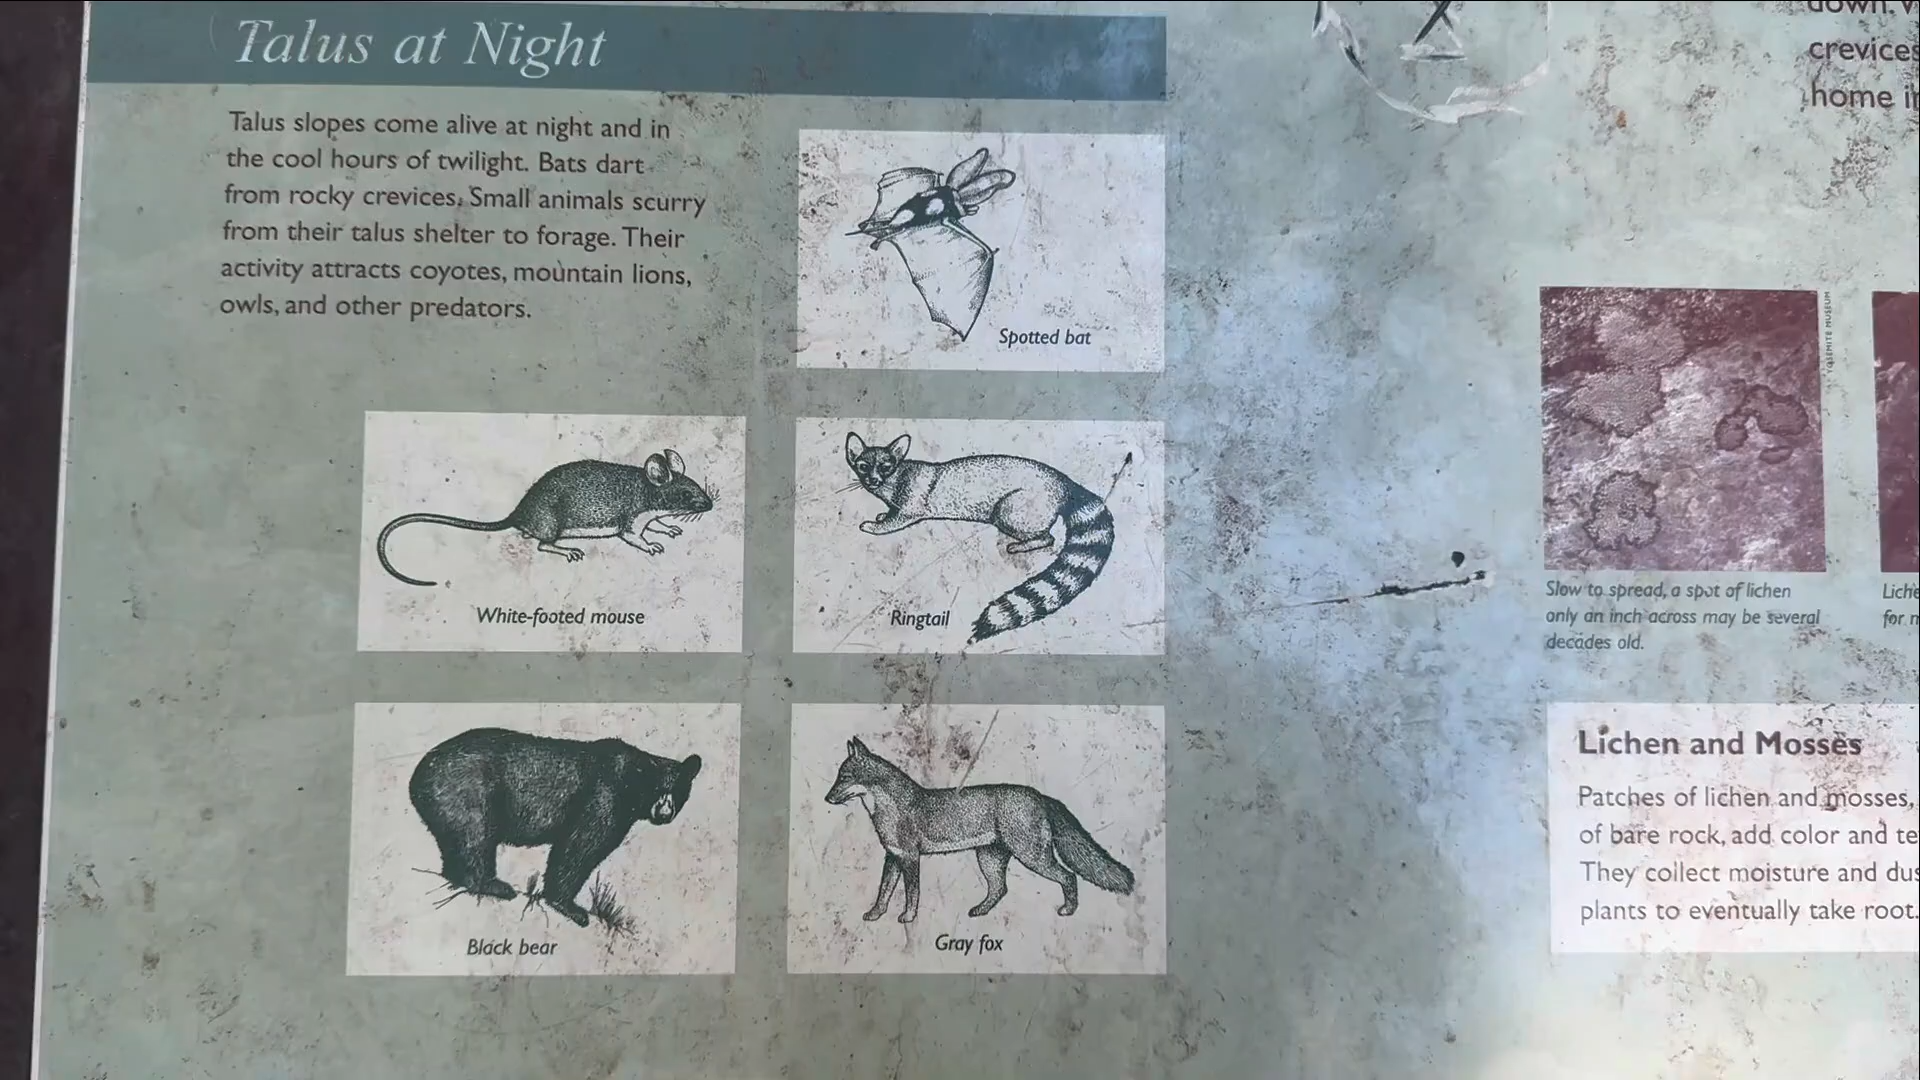 Talus at Night
Talus slopes come alive at night and in
the cool hours of twilight. Bats dart
from rocky crevices. Small animals scurry
from their talus shelter to forage. Their
activity attracts coyotes, mountain lions,
owls, and other predators.
Spotted bat
White-footed mouse
Ringtail
Black bear
Gray fox
crevices
home
YOSEMITE MUSEUM
Slow to spread, a spot of lichen
only an inch across may be several
decades old.
Lichen and Mosses
Patches of lichen and mosses,
of bare rock, add color and te
They collect moisture and dus
plants to eventually take root.